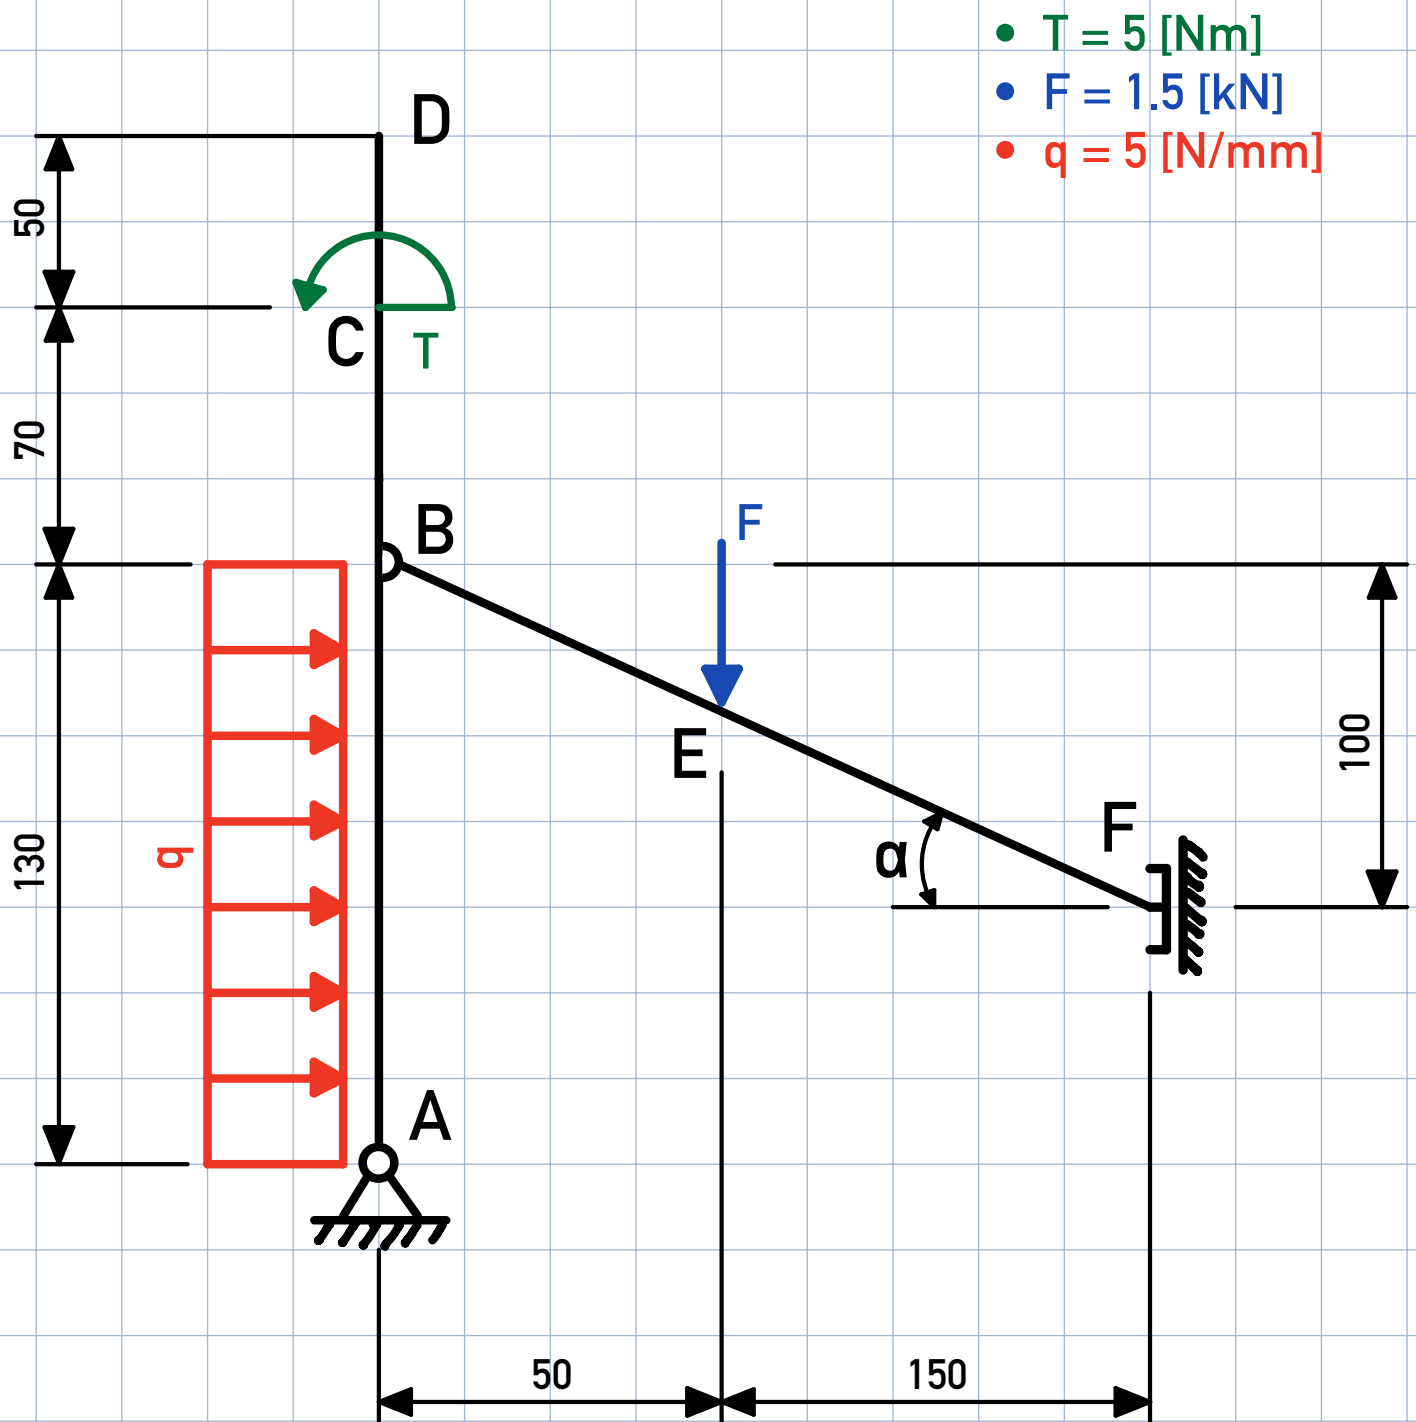 T = 5 [Nm]
F = 1.5 [kN]
q = 5 [N/mm]
D
50
C
T
70
B
F
E
100
F
α
130
q
A
50
150